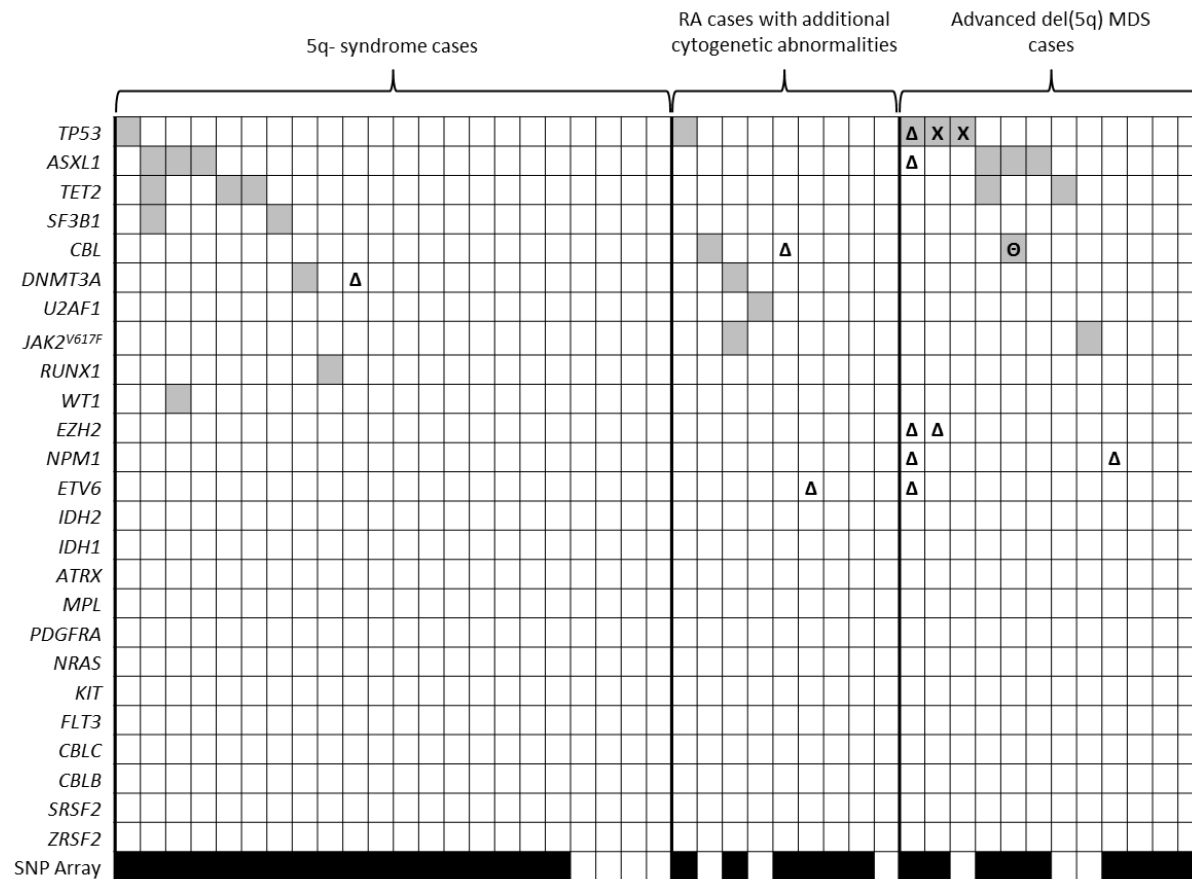 5q- syndrome cases
RA cases with additional
cytogenetic abnormalities
Advanced del(5q) MDS
cases
TP53 Δ X X
ASXL1 Δ
TET2
SF3B1
CBL Δ Θ
DNMT3A Δ
U2AF1
JAK2V617F
RUNX1
WT1
EZH2 Δ Δ
NPM1 Δ Δ
ETV6 Δ Δ
IDH2
IDH1
ATRX
MPL
PDGFRA
NRAS
KIT
FLT3
CBLC
CBLB
SRSF2
ZRSF2
SNP Array